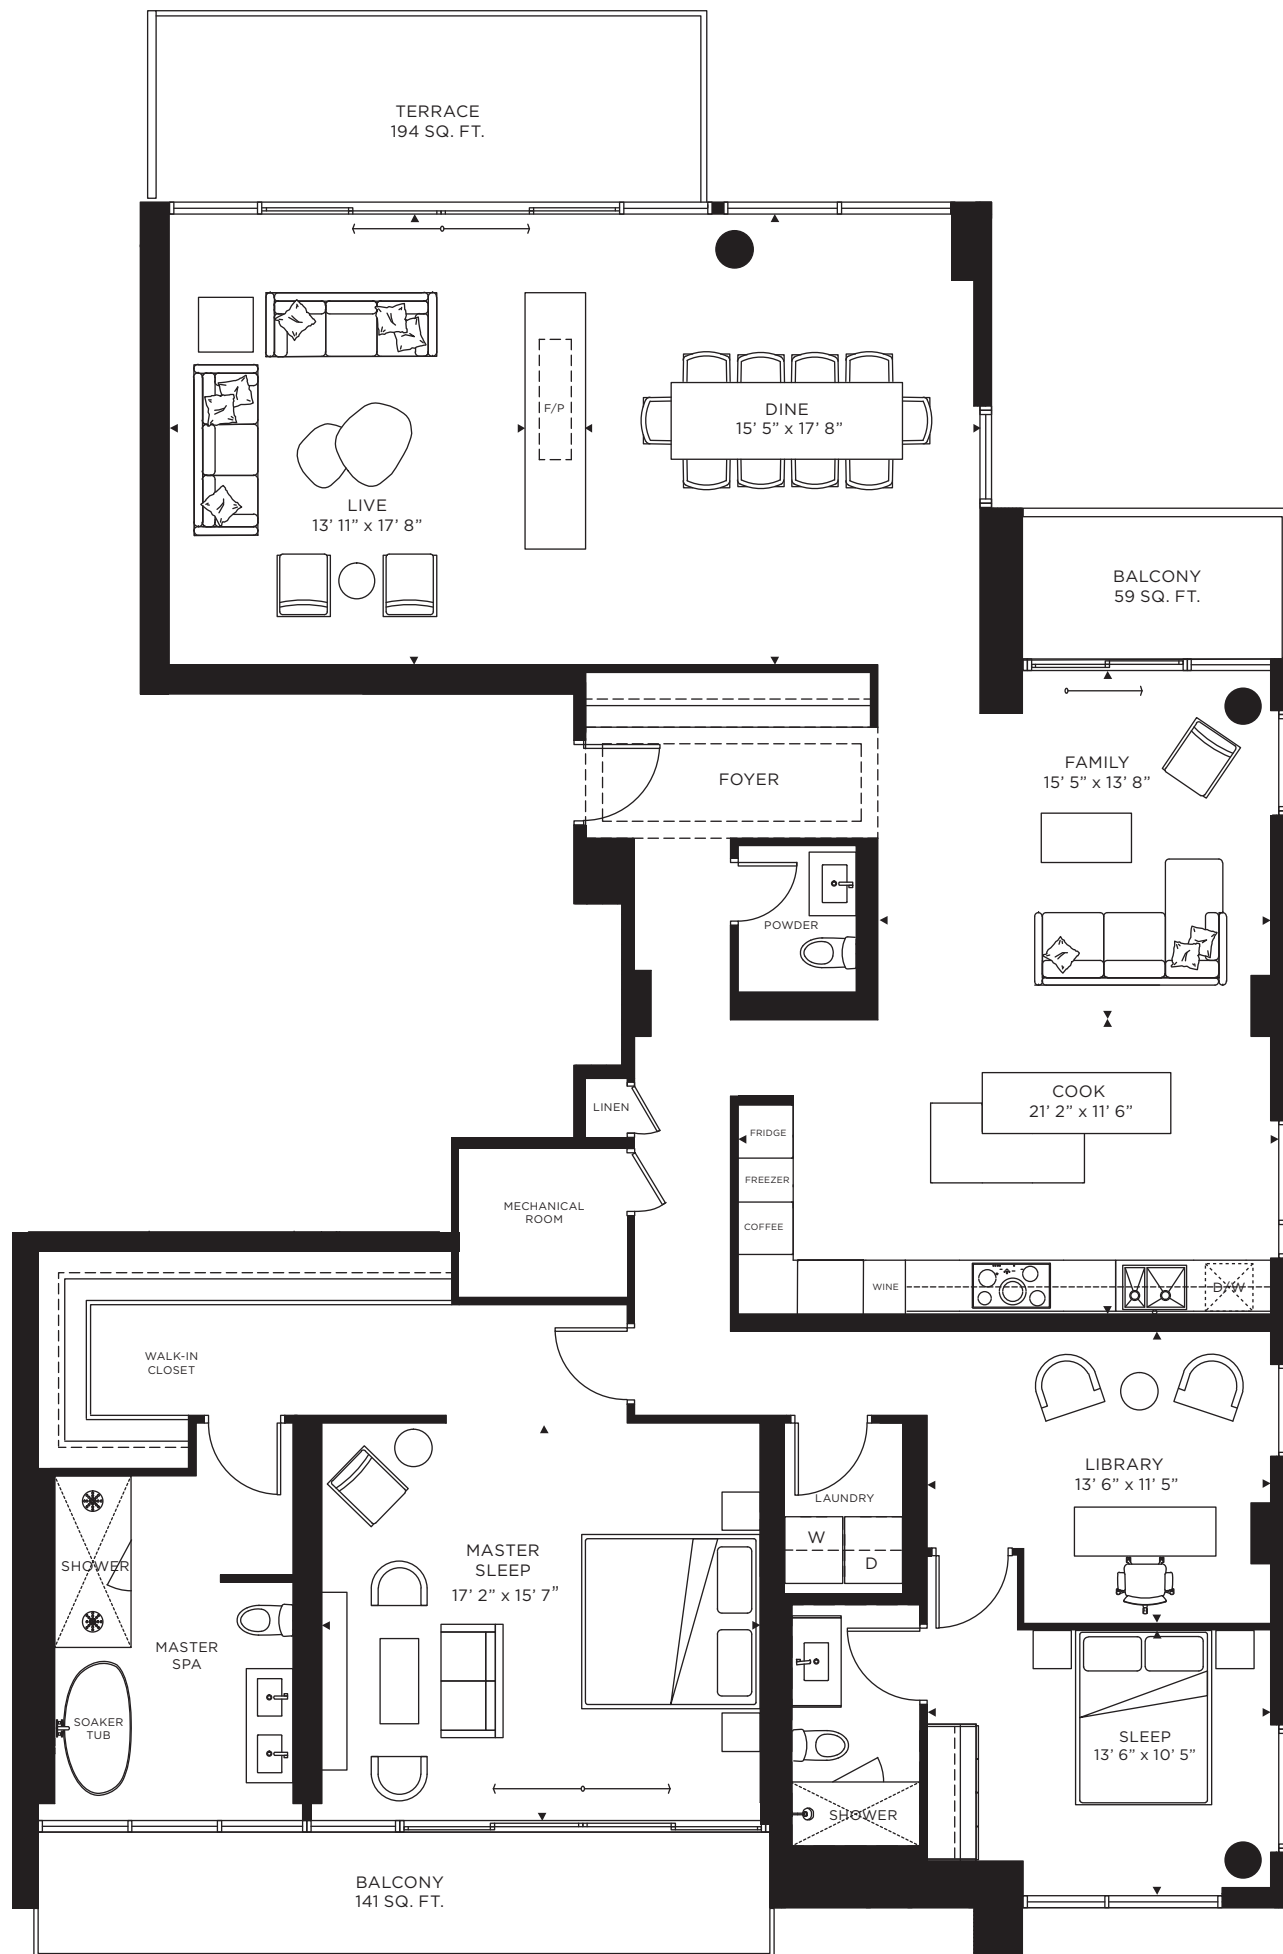 TERRACE
194 SQ. FT.
F/P
DINE
15’ 5” x 17’ 8”
LIVE
13’ 11” x 17’ 8”
BALCONY
59 SQ. FT.
FOYER
FAMILY
15’ 5” x 13’ 8”
POWDER
LINEN
COOK
21’ 2” x 11’ 6”
FRIDGE
FREEZER
COFFEE
MECHANICAL
ROOM
WINE
D/W
WALK-IN
CLOSET
LIBRARY
13’ 6” x 11’ 5”
LAUNDRY
W
D
MASTER
SLEEP
17’ 2” x 15’ 7”
SHOWER
MASTER
SPA
SOAKER
TUB
SLEEP
13’ 6” x 10’ 5”
SHOWER
BALCONY
141 SQ. FT.